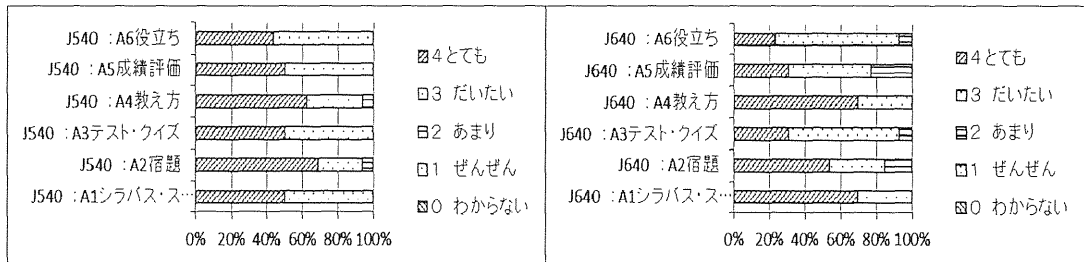 J540 :A6役立ち
J540 :A5成績評価
J540 :A4教え方
J540 :A3テスト・クイズ
J540 :A2宿題
J540 :A1シラバス・ス…
0% 20% 40% 60% 80% 100%
4 とても
3 だいたい
2 あまり
1 ぜんぜん
0 わからない
J640 :A6役立ち
J640 :A5成績評価
J640 :A4教え方
J640 :A3テスト・クイズ
J640 :A2宿題
J640 :A1シラバス・ス…
0% 20% 40% 60% 80% 100%
4 とても
3 だいたい
2 あまり
1 ぜんぜん
0 わからない